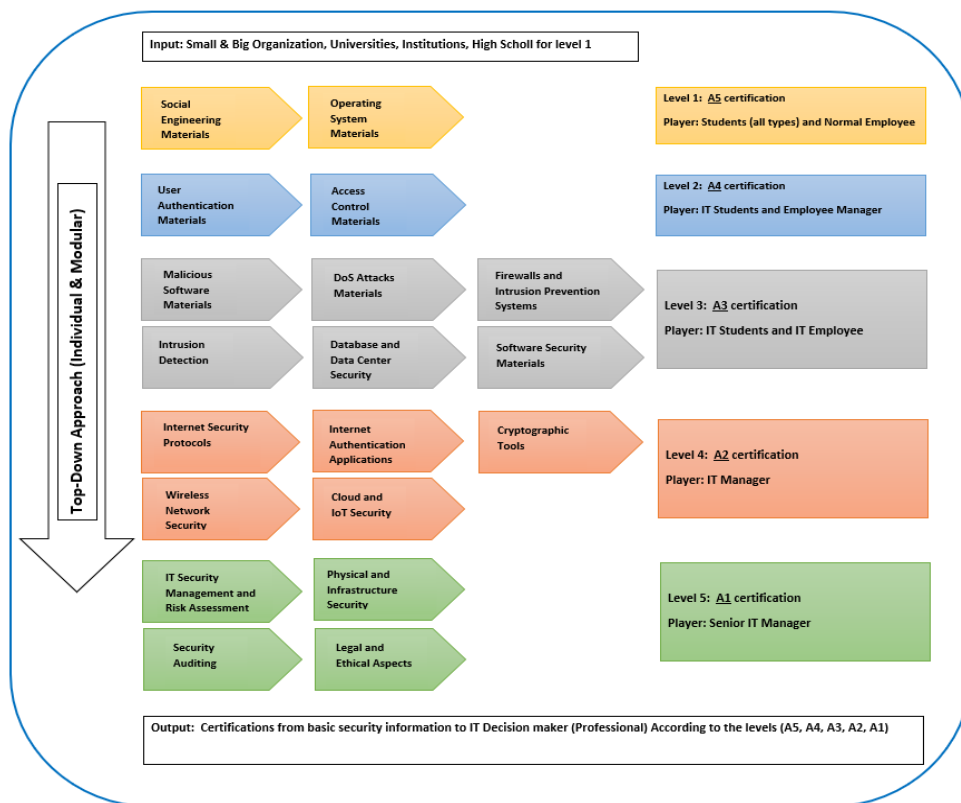 Input: Small & Big Organization, Universities, Institutions, High Scholl for level 1
Top-Down Approach (Individual & Modular)
Social
Engineering
Materials
Operating
System
Materials
Level 1: A5 certification
Player: Students (all types) and Normal Employee
User
Authentication
Materials
Access
Control
Materials
Level 2: A4 certification
Player: IT Students and Employee Manager
Malicious
Software
Materials
DoS Attacks
Materials
Firewalls and
Intrusion Prevention
Systems
Intrusion
Detection
Database and
Data Center
Security
Software Security
Materials
Level 3: A3 certification
Player: IT Students and IT Employee
Internet Security
Protocols
Internet
Authentication
Applications
Cryptographic
Tools
Wireless
Network
Security
Cloud and
IoT Security
Level 4: A2 certification
Player: IT Manager
IT Security
Management and
Risk Assessment
Physical and
Infrastructure
Security
Security
Auditing
Legal and
Ethical Aspects
Level 5: A1 certification
Player: Senior IT Manager
Output: Certifications from basic security information to IT Decision maker (Professional) According to the levels (A5, A4, A3, A2, A1)